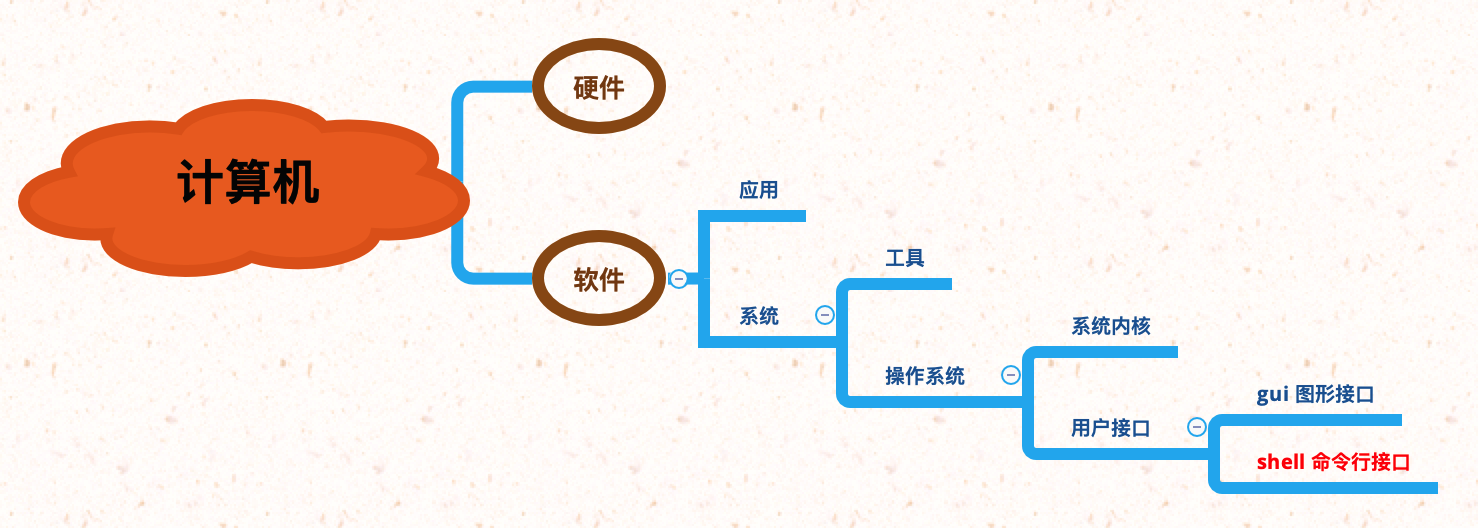 计算机
硬件
软件
应用
系统
工具
操作系统
系统内核
用户接口
gui 图形接口
shell 命令行接口